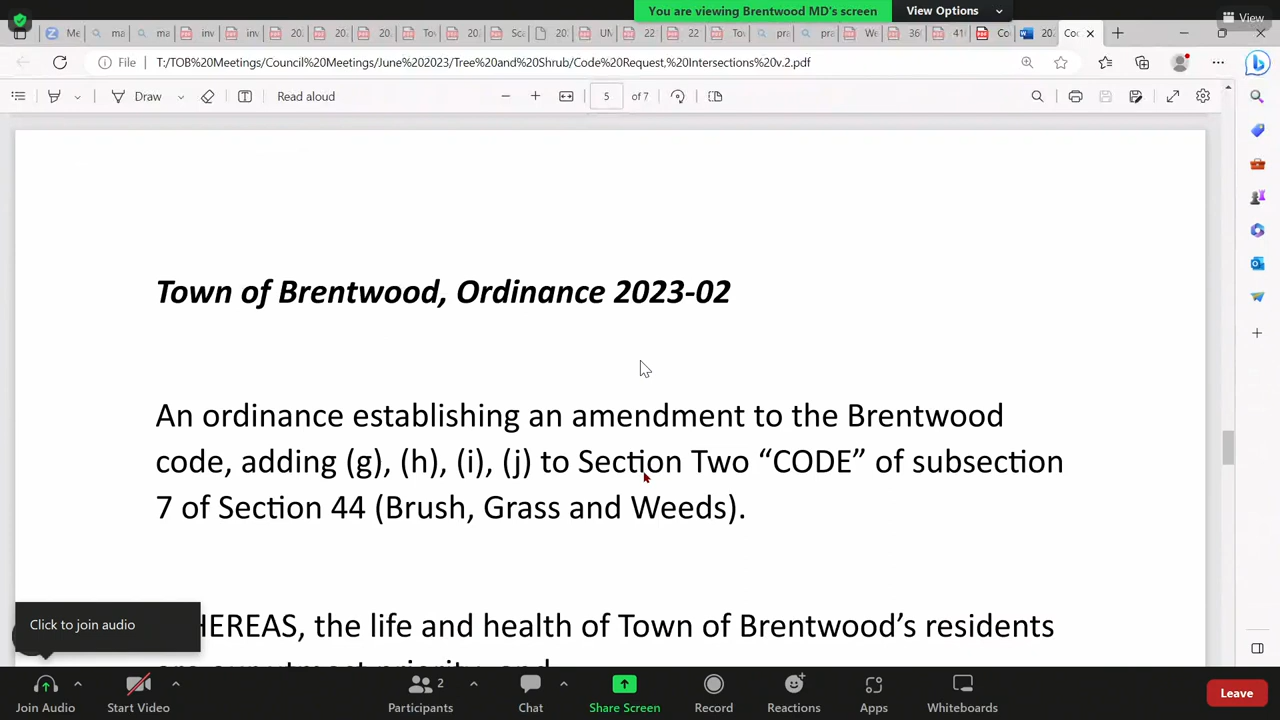 You are viewing Brentwood MD's screen
View Options
View
File
T:/TOB%20Meetings/Council%20Meetings/June%202023/Tree%20and%20Shrub/Code%20Request,%20Intersections%20v.2.pdf
Draw
Read aloud
5 of 7
Town of Brentwood, Ordinance 2023-02
An ordinance establishing an amendment to the Brentwood
code, adding (g), (h), (i), (j) to Section Two “CODE” of subsection
7 of Section 44 (Brush, Grass and Weeds).
Click to join audio
HEREAS, the life and health of Town of Brentwood’s residents
priority, and
Join Audio
Start Video
Participants 2
Chat
Share Screen
Record
Reactions
Apps
Whiteboards
Leave